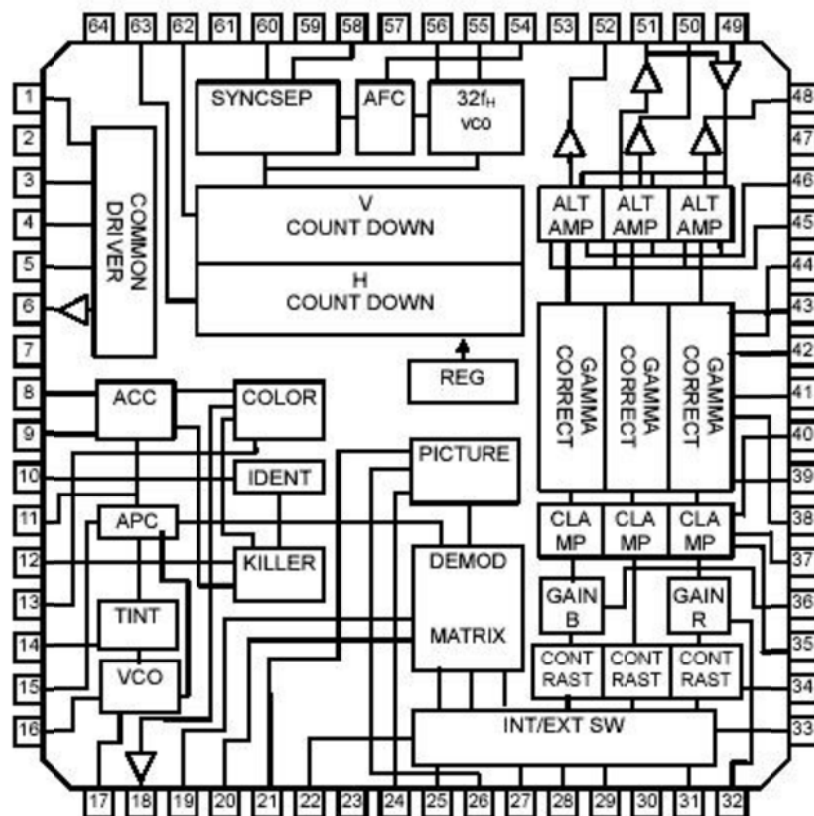 64 63 62 61 60 59 58 57 56 55 54 53 52 51 50 49
1
2
3
4
5
6
7
8
9
10
11
12
13
14
15
16
48
47
46
45
44
43
42
41
40
39
38
37
36
35
34
33
SYNCSEP
AFC
32fH
VCO
COMMON
DRIVER
V
COUNT DOWN
H
COUNT DOWN
REG
ALT
AMP
ALT
AMP
ALT
AMP
GAMMA
CORRECT
GAMMA
CORRECT
GAMMA
CORRECT
ACC
COLOR
IDENT
APC
KILLER
TINT
VCO
PICTURE
DEMOD
MATRIX
CLA
MP
CLA
MP
CLA
MP
GAIN
B
GAIN
R
CONT
RAST
CONT
RAST
CONT
RAST
INT/EXT SW
17 18 19 20 21 22 23 24 25 26 27 28 29 30 31 32